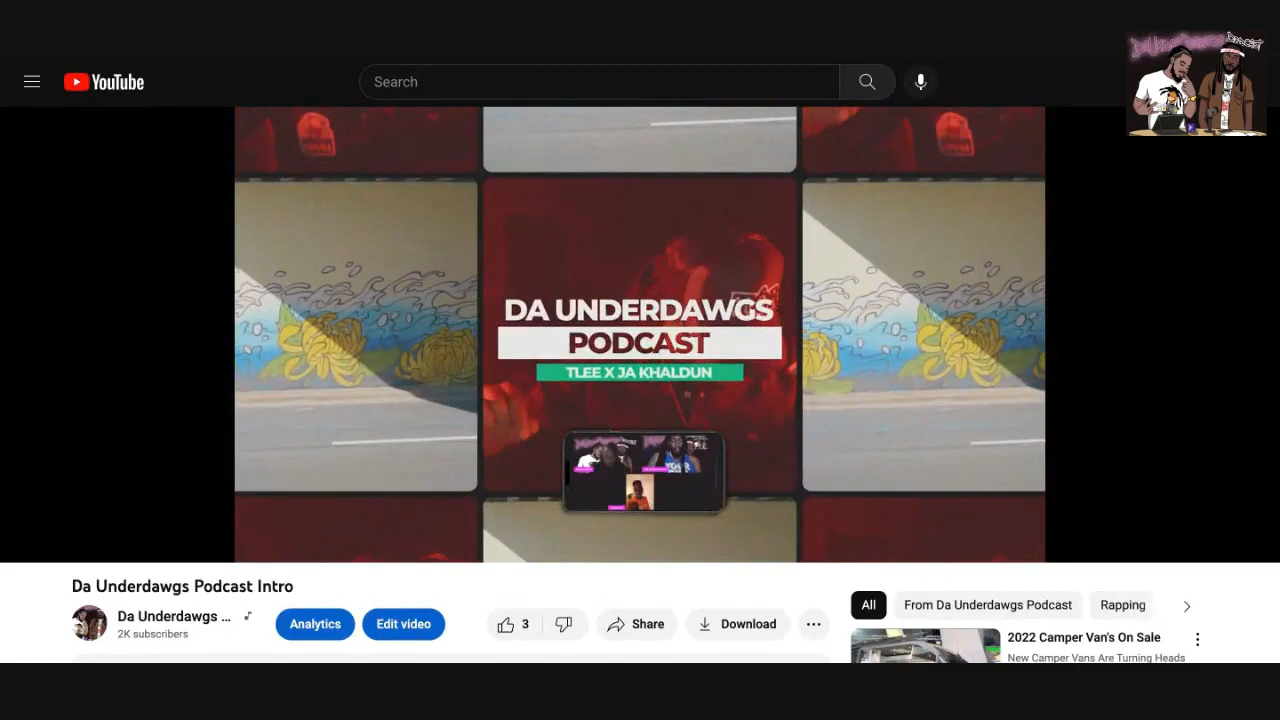 YouTube
Search
DA UNDERDAWGS
PODCAST
TLEE X JA KHALDUN
Da Underdawgs Podcast Intro
Da Underdawgs ...
2K subscribers
Analytics
Edit video
3
Share
Download
All
From Da Underdawgs Podcast
Rapping
2022 Camper Van's On Sale
New Camper Vans Are Turning Heads